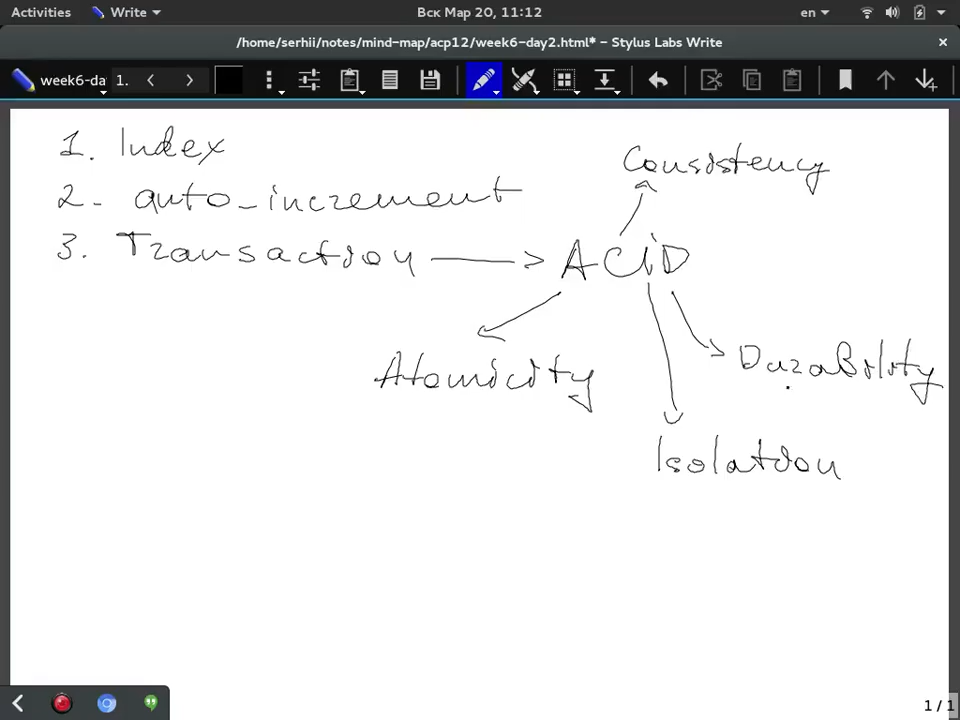 Activities Write Вск Мар 20, 11:12 en
/home/serhii/notes/mind-map/acp12/week6-day2.html* – Stylus Labs Write ×
week6-da 1.
1. Index
2. auto_increment
3. Transaction → ACiD
Consistency
Atomicity
Durability
Isolation
1 / 1